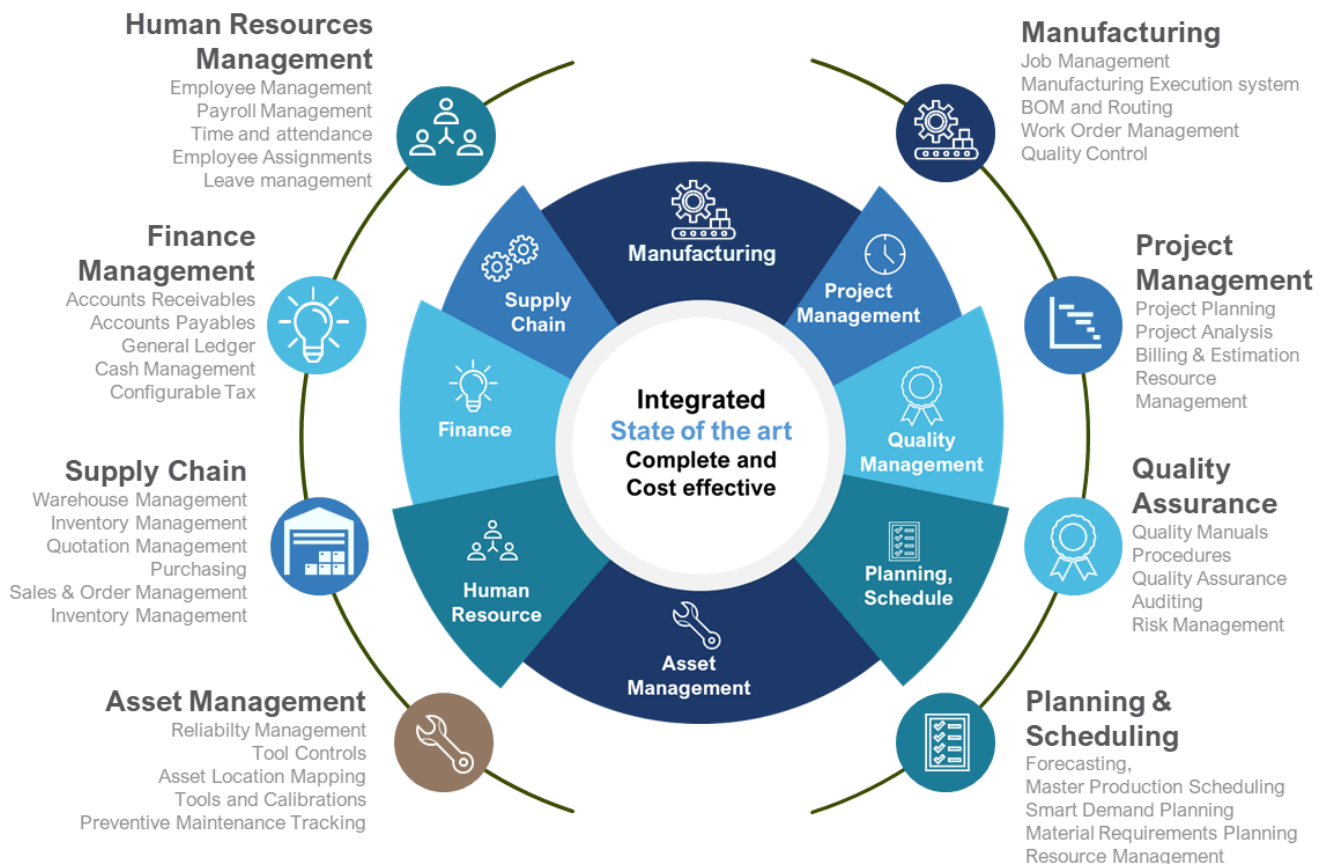 Human Resources
Management
Employee Management
Payroll Management
Time and attendance
Employee Assignments
Leave management
Finance
Management
Accounts Receivables
Accounts Payables
General Ledger
Cash Management
Configurable Tax
Supply Chain
Warehouse Management
Inventory Management
Quotation Management
Purchasing
Sales & Order Management
Inventory Management
Asset Management
Reliabilty Management
Tool Controls
Asset Location Mapping
Tools and Calibrations
Preventive Maintenance Tracking
Manufacturing
Project
Management
Quality
Management
Planning,
Schedule
Asset
Management
Human
Resource
Finance
Supply
Chain
Integrated
State of the art
Complete and
Cost effective
Manufacturing
Job Management
Manufacturing Execution system
BOM and Routing
Work Order Management
Quality Control
Project
Management
Project Planning
Project Analysis
Billing & Estimation
Resource
Management
Quality
Assurance
Quality Manuals
Procedures
Quality Assurance
Auditing
Risk Management
Planning &
Scheduling
Forecasting,
Master Production Scheduling
Smart Demand Planning
Material Requirements Planning
Resource Management